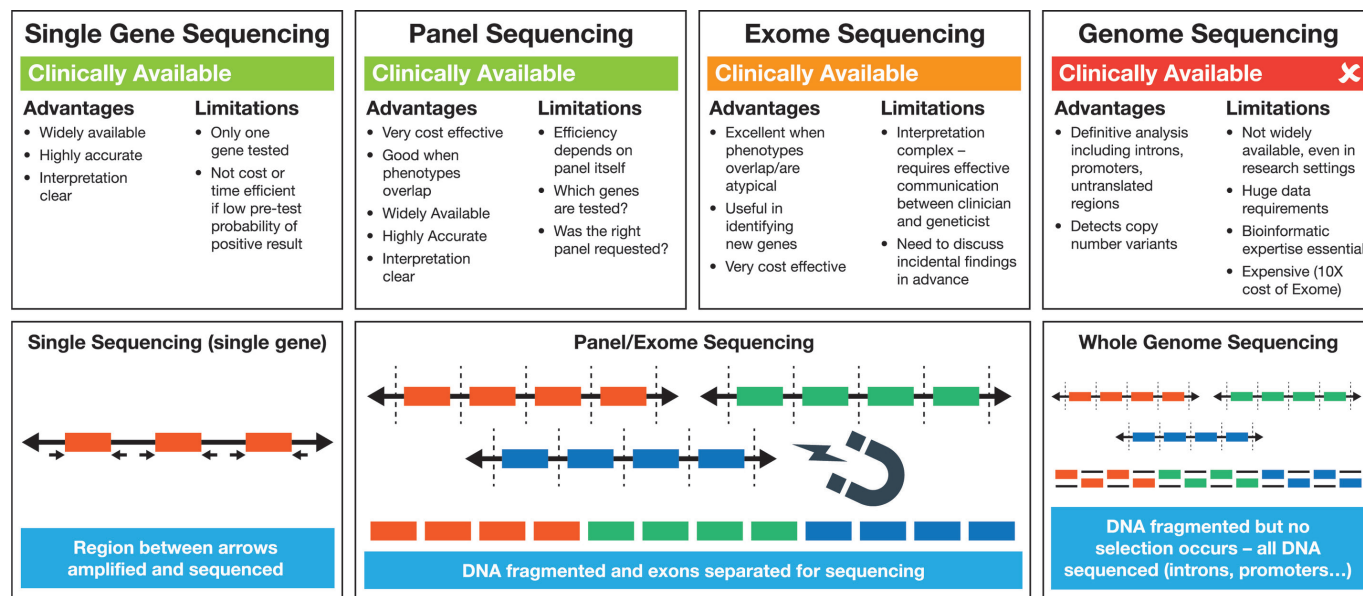 Single Gene Sequencing
Clinically Available
Advantages
• Widely available
• Highly accurate
• Interpretation
clear
Limitations
• Only one
gene tested
• Not cost or
time efficient
if low pre-test
probability of
positive result
Panel Sequencing
Clinically Available
Advantages
• Very cost effective
• Good when
phenotypes
overlap
• Widely Available
• Highly Accurate
• Interpretation
clear
Limitations
• Efficiency
depends on
panel itself
• Which genes
are tested?
• Was the right
panel requested?
Exome Sequencing
Clinically Available
Advantages
• Excellent when
phenotypes
overlap/are
atypical
• Useful in
identifying
new genes
• Very cost effective
Limitations
• Interpretation
complex –
requires effective
communication
between clinician
and geneticist
• Need to discuss
incidental findings
in advance
Genome Sequencing
Clinically Available ✘
Advantages
• Definitive analysis
including introns,
promoters,
untranslated
regions
• Detects copy
number variants
Limitations
• Not widely
available, even in
research settings
• Huge data
requirements
• Bioinformatic
expertise essential
• Expensive (10X
cost of Exome)
Single Sequencing (single gene)
Region between arrows
amplified and sequenced
Panel/Exome Sequencing
DNA fragmented and exons separated for sequencing
Whole Genome Sequencing
DNA fragmented but no
selection occurs – all DNA
sequenced (introns, promoters…)